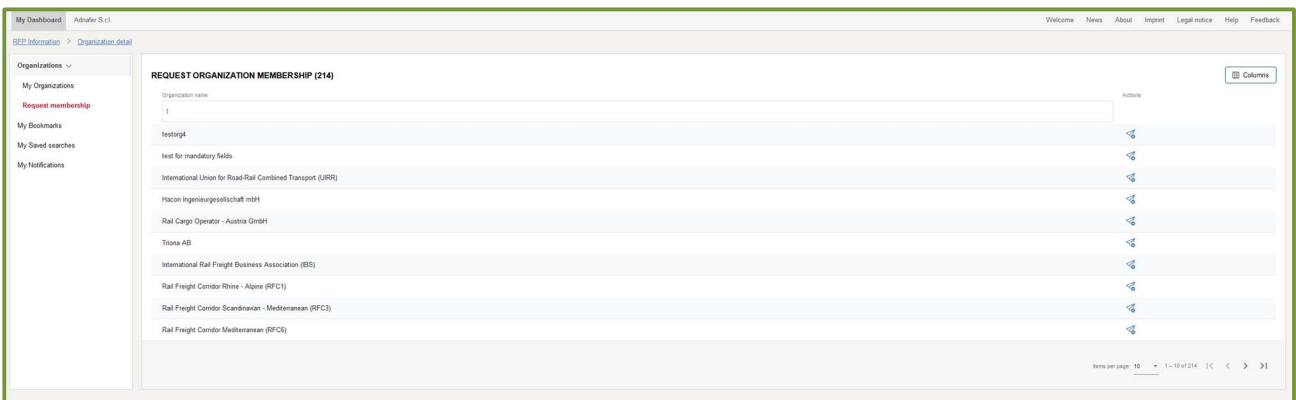 My Dashboard Adriafer S.r.l. Welcome News About Imprint Legal notice Help Feedback
RFP Information > Organization detail
Organizations
My Organizations
Request membership
My Bookmarks
My Saved searches
My Notifications
REQUEST ORGANIZATION MEMBERSHIP (214)
Columns
Organization name: Actions
1
testorg4
test for mandatory fields
International Union for Road-Rail Combined Transport (UIRR)
Hacon Ingenieurgesellschaft mbH
Rail Cargo Operator - Austria GmbH
Triona AB
International Rail Freight Business Association (IBS)
Rail Freight Corridor Rhine - Alpine (RFC1)
Rail Freight Corridor Scandinavian - Mediterranean (RFC3)
Rail Freight Corridor Mediterranean (RFC6)
Items per page: 10 1 – 10 of 214